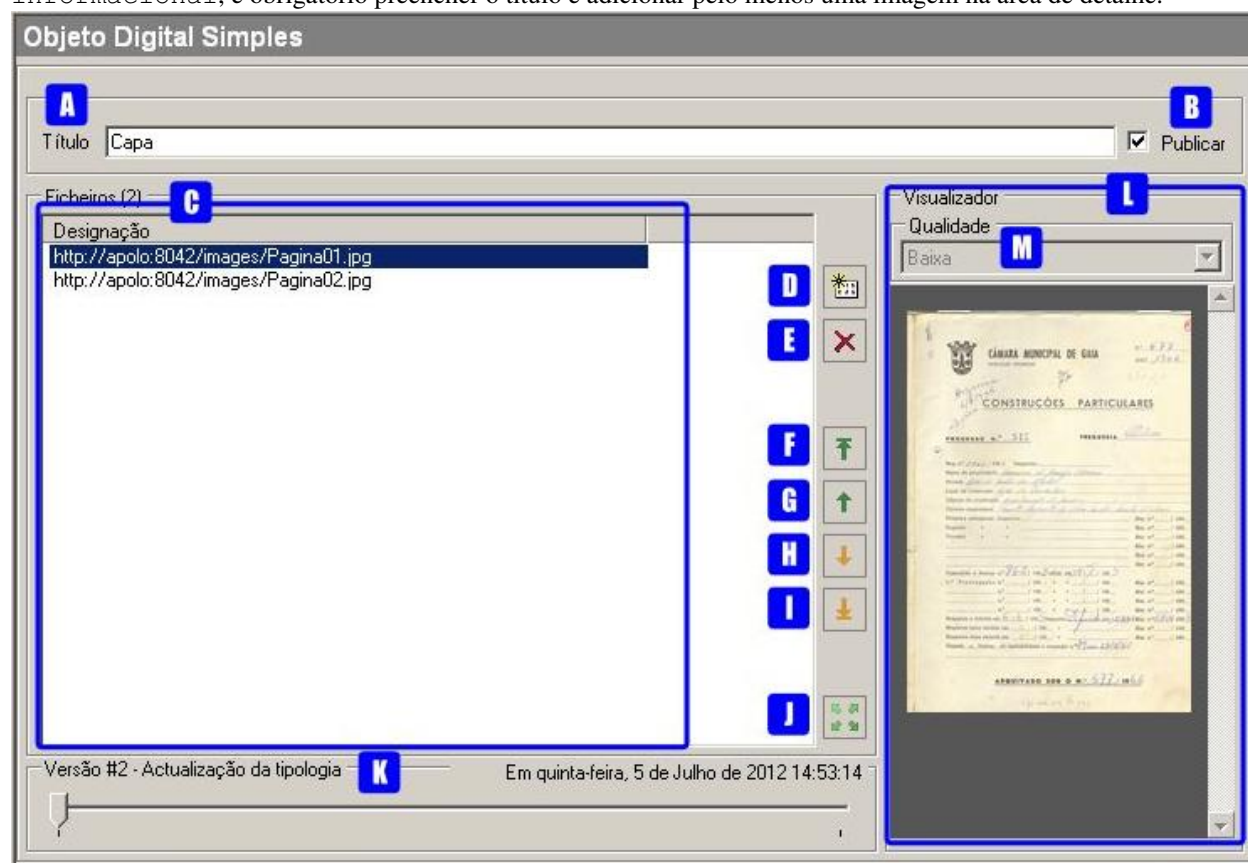 informacional, é obrigatório preencher o título e adicionar pelo menos uma imagem na área de detalhe.
Objeto Digital Simples
A
B
Título Capa Publicar
Ficheiros (2) C
Visualizador L
Designação
Qualidade
http://apolo:8042/images/Pagina01.jpg
Baixa M
http://apolo:8042/images/Pagina02.jpg
D
E
CÂMARA MUNICIPAL DE GAIA
CONSTRUÇÕES PARTICULARES
F
G
H
I
J
ARQUIVADO SOB O N.º
Versão #2 - Actualização da tipologia K Em quinta-feira, 5 de Julho de 2012 14:53:14